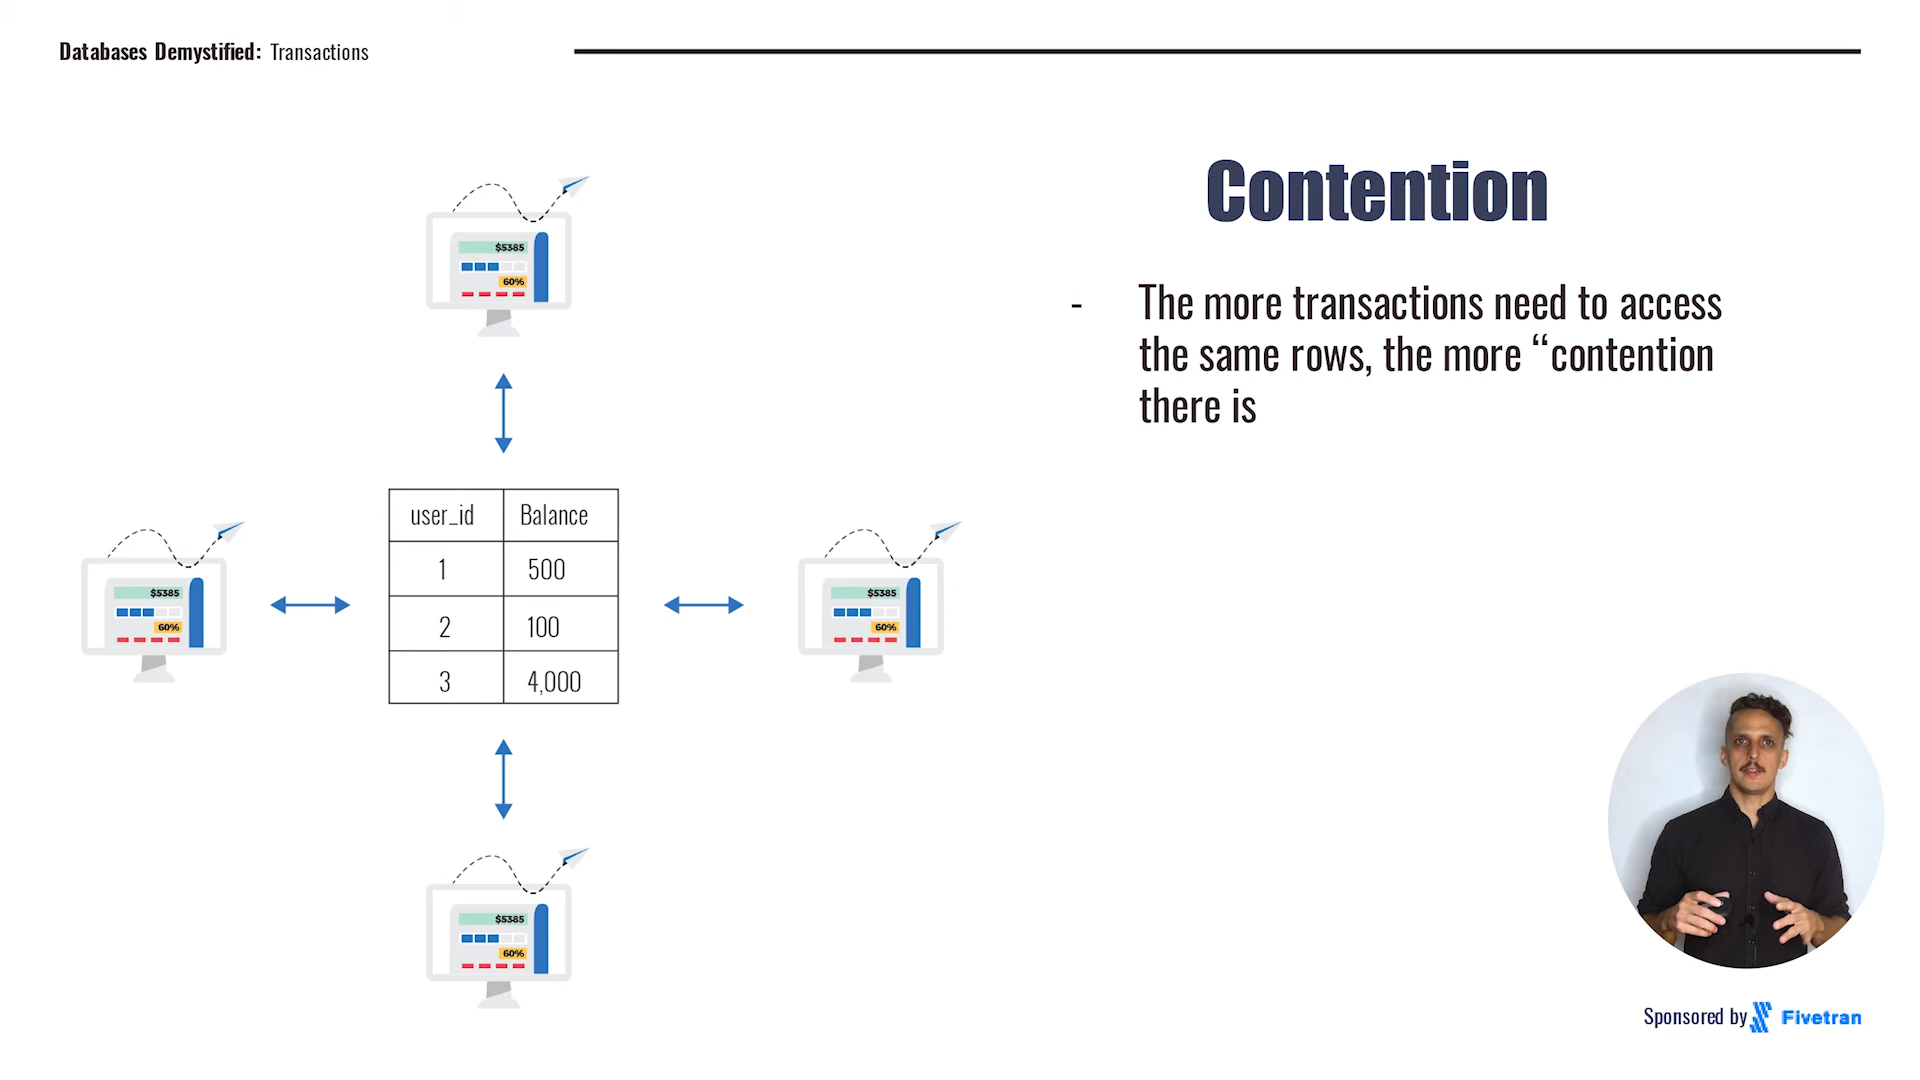 Databases Demystified: Transactions
Contention
- The more transactions need to access
the same rows, the more “contention
there is
$5385
60%
$5385
60%
user_id Balance
1 500
2 100
3 4,000
$5385
60%
$5385
60%
Sponsored by Fivetran